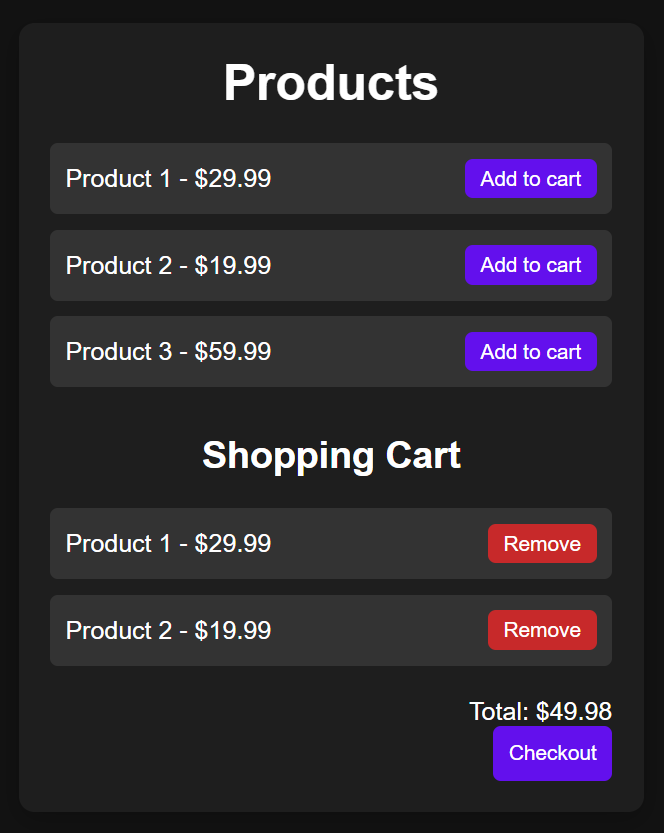 Products
Product 1 - $29.99
Add to cart
Product 2 - $19.99
Add to cart
Product 3 - $59.99
Add to cart
Shopping Cart
Product 1 - $29.99
Remove
Product 2 - $19.99
Remove
Total: $49.98
Checkout